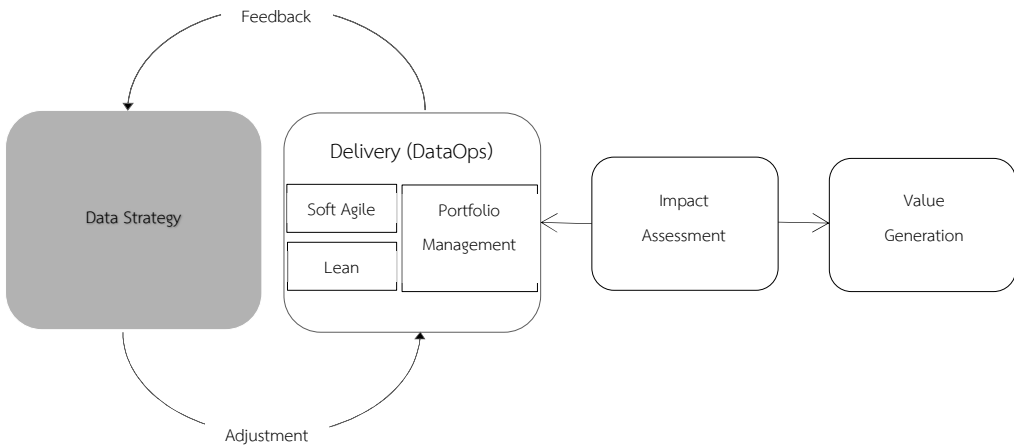 Feedback
Data Strategy
Delivery (DataOps)
Soft Agile
Lean
Portfolio
Management
Impact
Assessment
Value
Generation
Adjustment